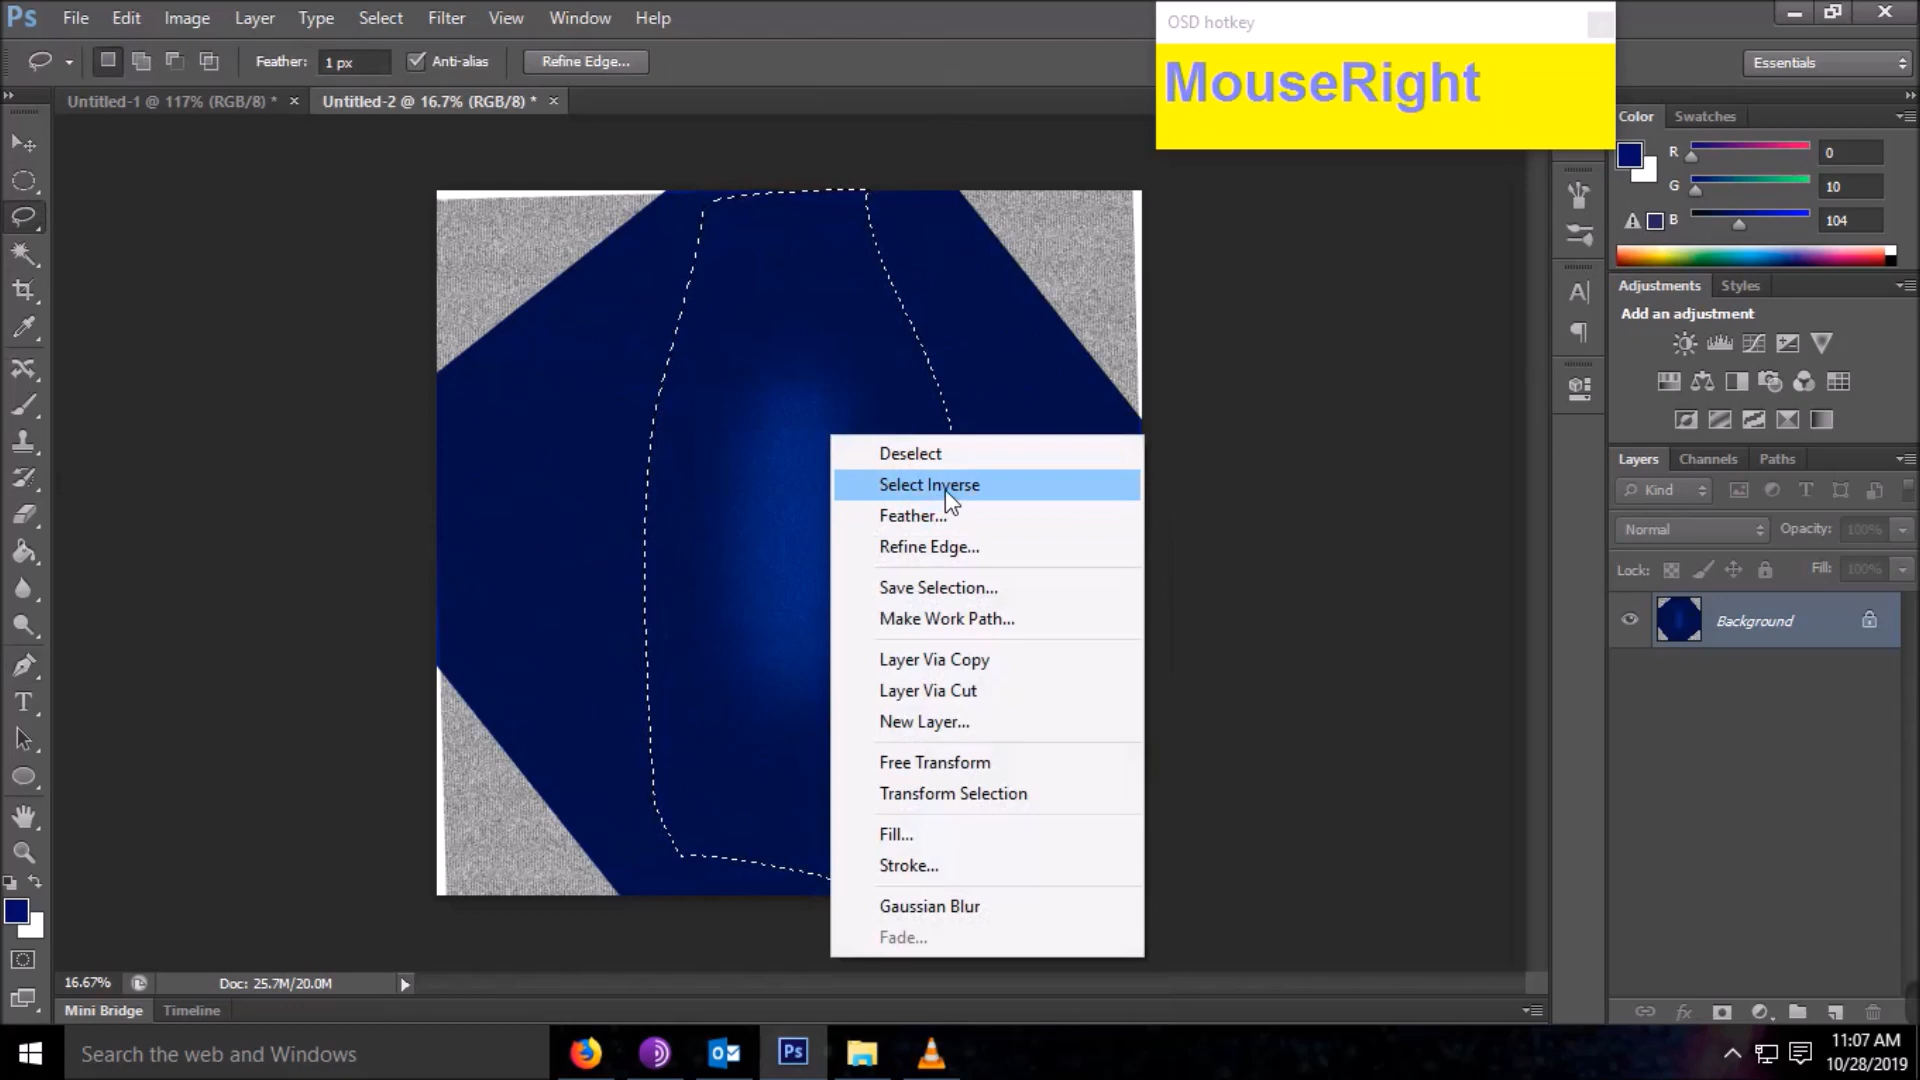 Ps File Edit Image Layer Type Select Filter View Window Help
OSD hotkey
MouseRight
Feather: 1 px Anti-alias Refine Edge...
Essentials
Untitled-1 @ 117% (RGB/8) * Untitled-2 @ 16.7% (RGB/8) *
Color Swatches
R 0
G 10
B 104
Adjustments Styles
Add an adjustment
Layers Channels Paths
Kind
Normal Opacity: 100%
Lock: Fill: 100%
Background
Deselect
Select Inverse
Feather...
Refine Edge...
Save Selection...
Make Work Path...
Layer Via Copy
Layer Via Cut
New Layer...
Free Transform
Transform Selection
Fill...
Stroke...
Gaussian Blur
Fade...
16.67% Doc: 25.7M/20.0M
Mini Bridge Timeline
Search the web and Windows
Ps
11:07 AM
10/28/2019